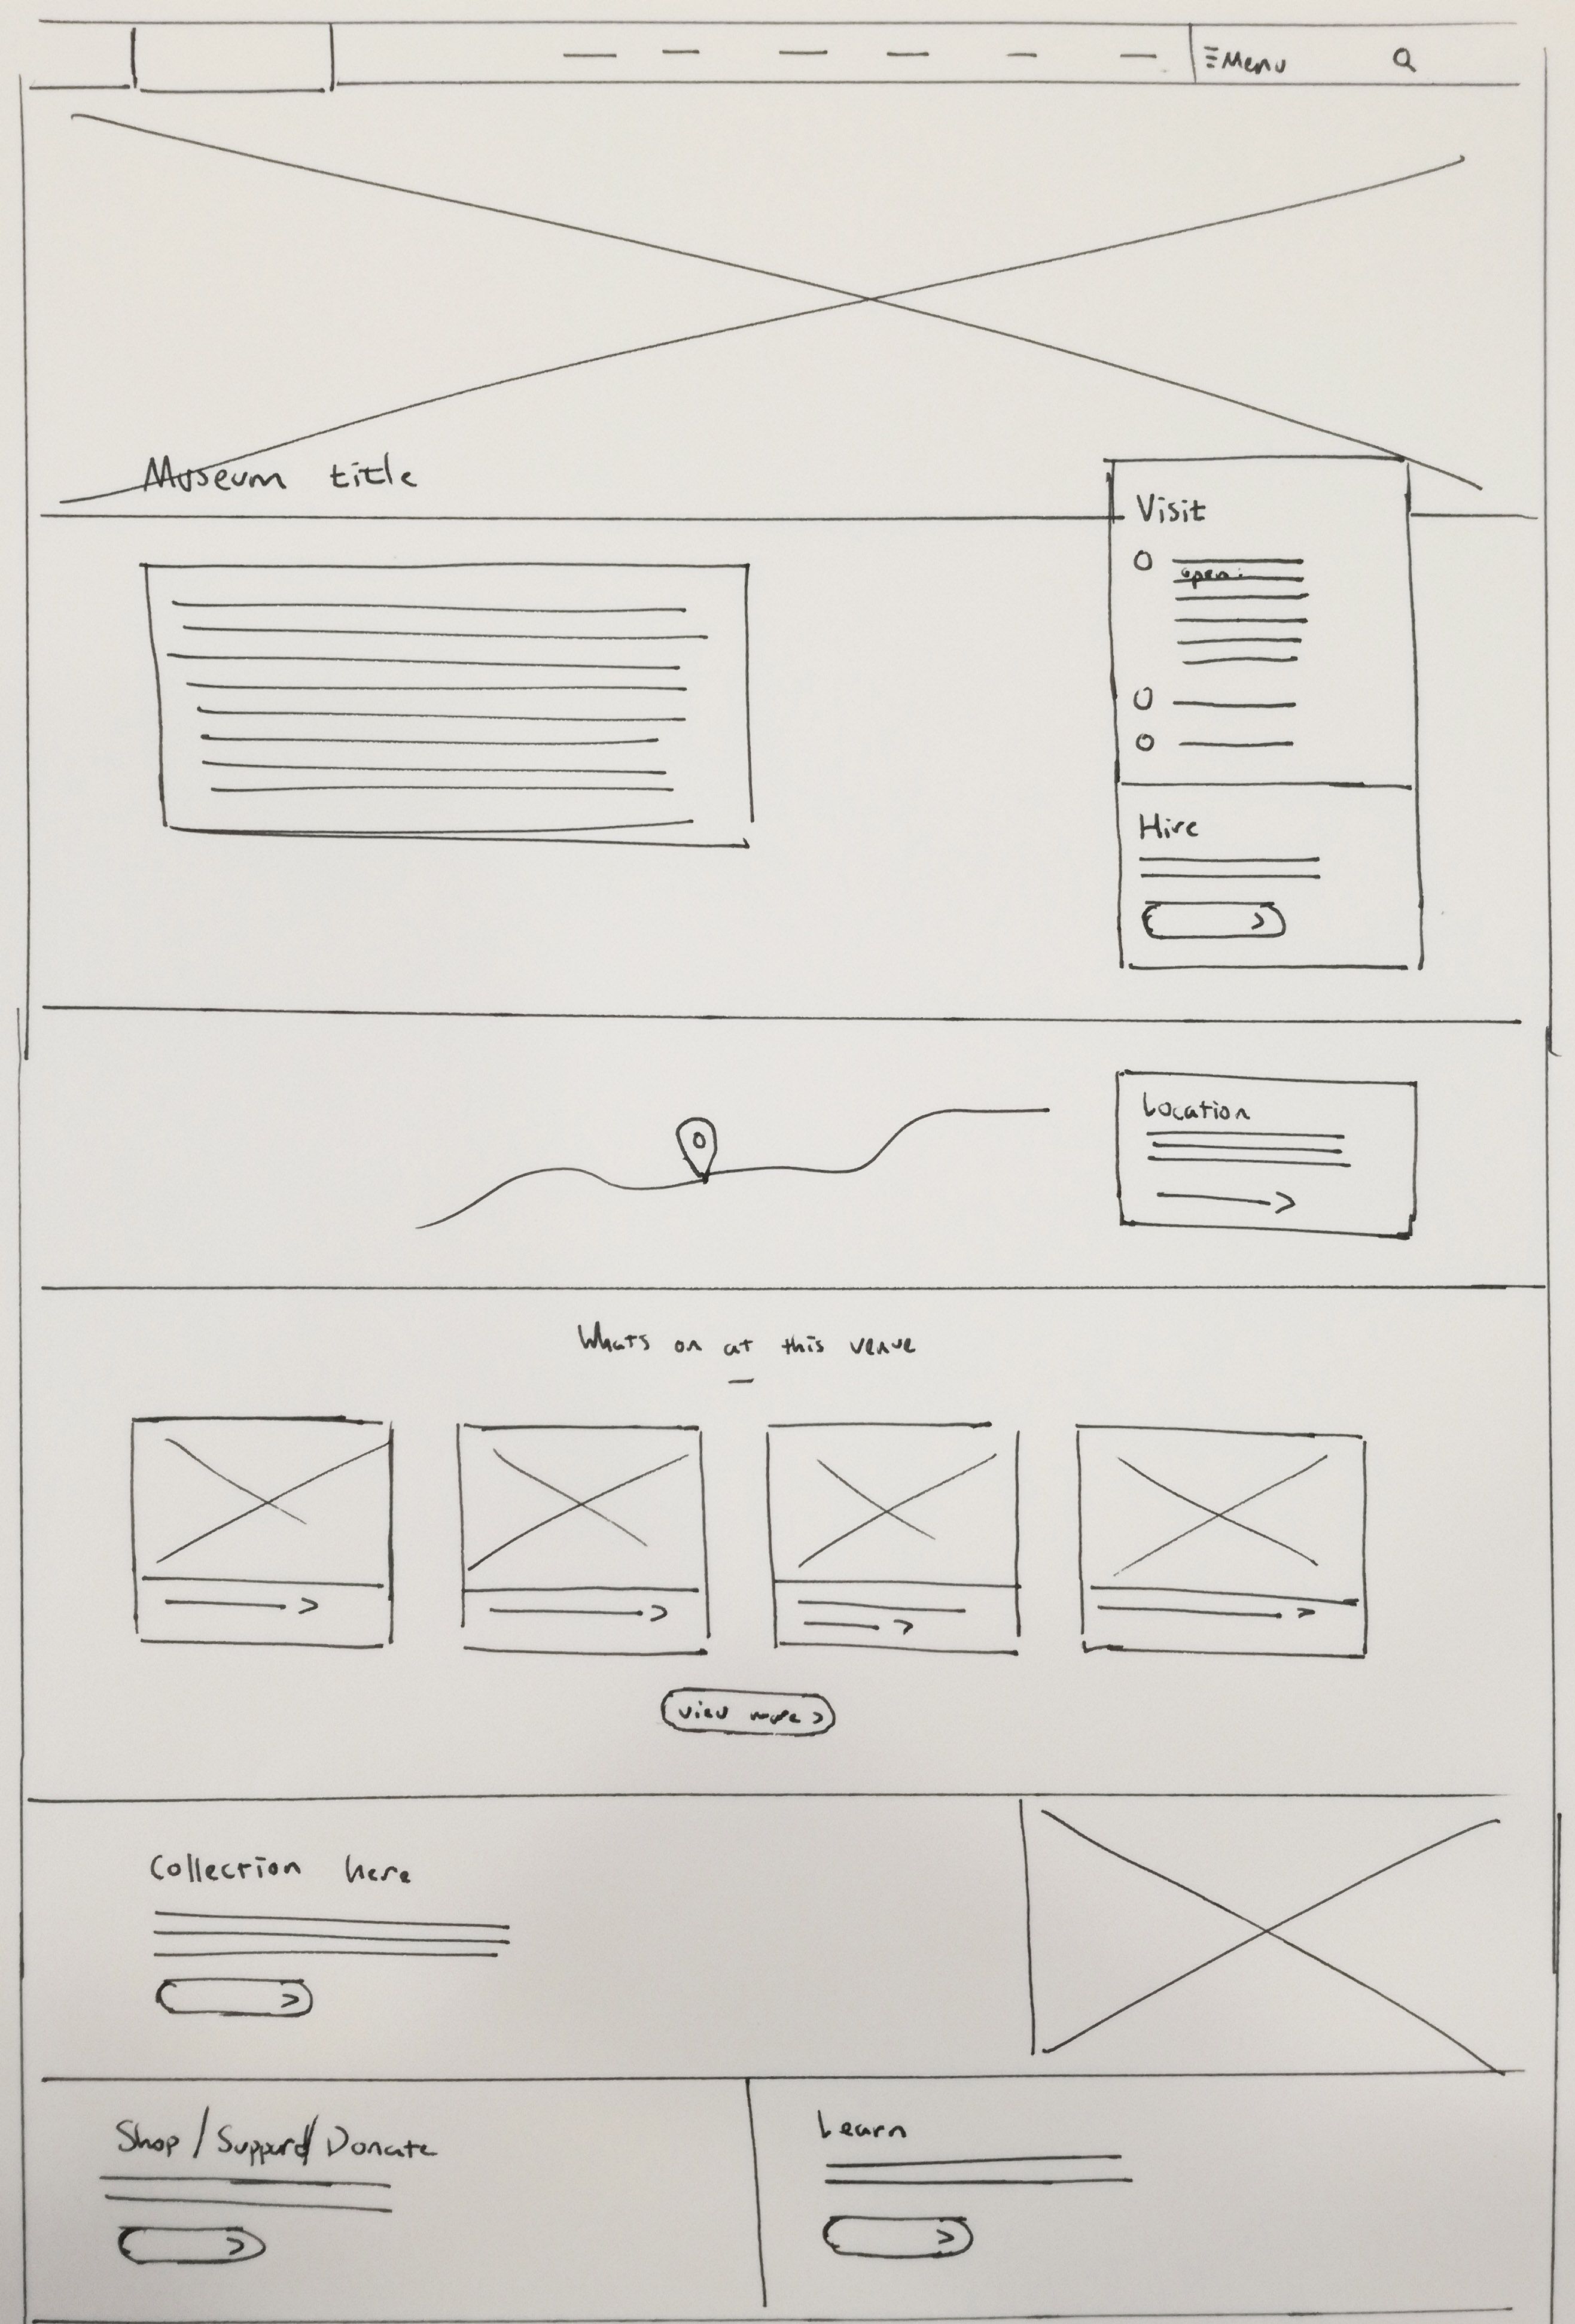 Menu
Museum title
Visit
open:
Hire
Location
Whats on at this venue
view more >
Collection here
Shop / Support / Donate
Learn